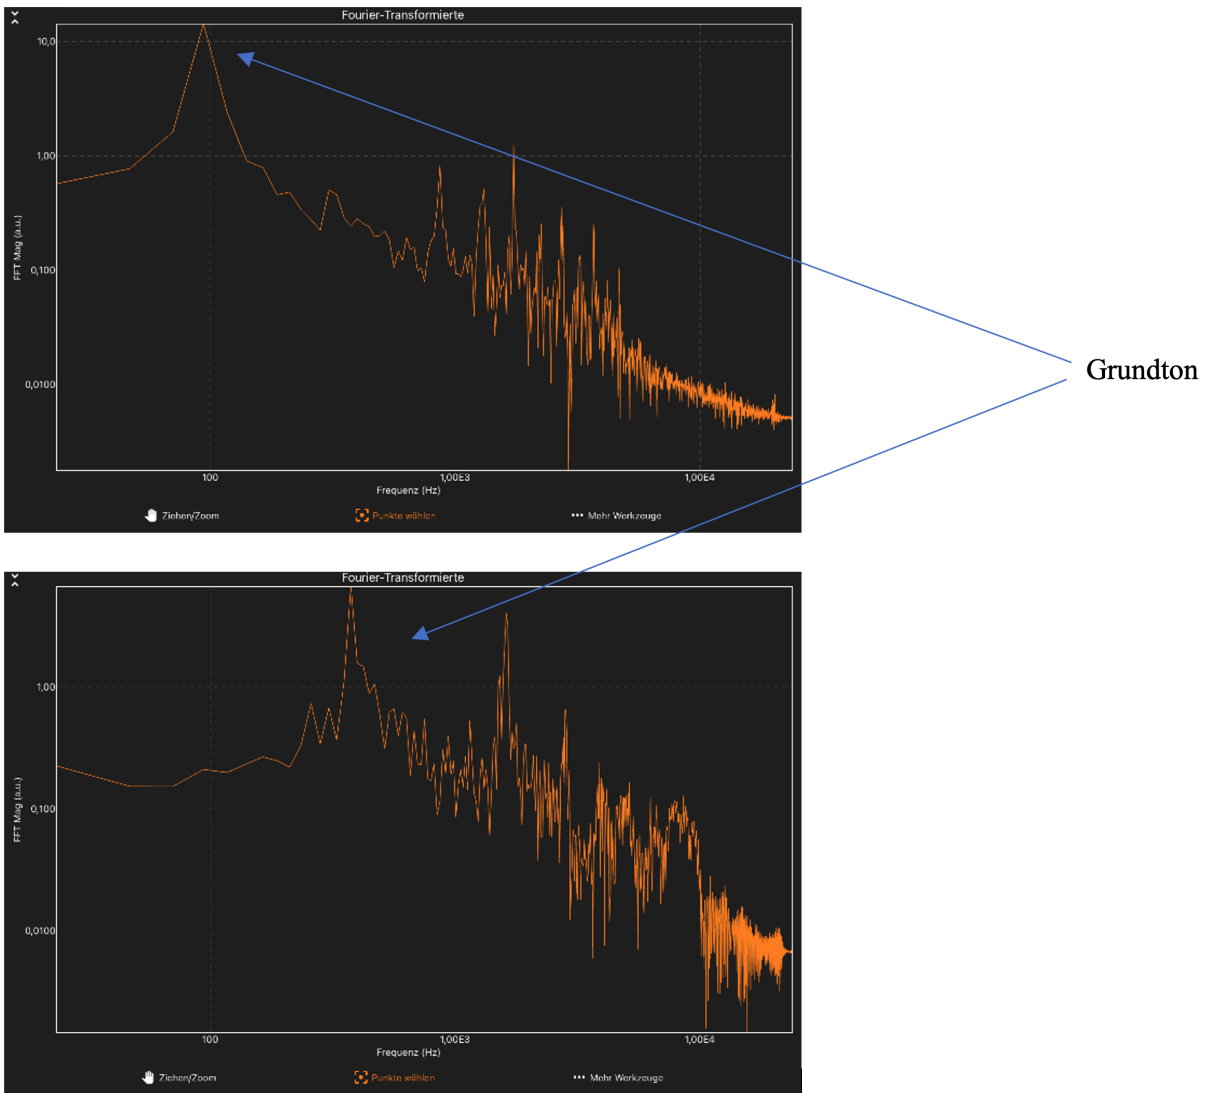 Fourier-Transformierte
10,0
1,00
0,100
0,0100
FFT Mag (a.u.)
100 1,00E3 1,00E4
Frequenz (Hz)
Ziehen/Zoom Punkte wählen ••• Mehr Werkzeuge
Grundton
Fourier-Transformierte
1,00
0,100
0,0100
FFT Mag (a.u.)
100 1,00E3 1,00E4
Frequenz (Hz)
Ziehen/Zoom Punkte wählen ••• Mehr Werkzeuge